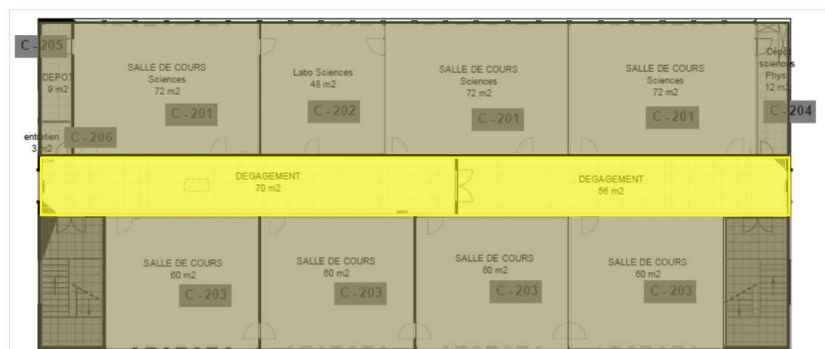 C - 205
DEPOT
9 m2
entretien
3 m2
C - 206
SALLE DE COURS
Sciences
72 m2
C - 201
Labo Sciences
48 m2
C - 202
SALLE DE COURS
Sciences
72 m2
C - 201
SALLE DE COURS
Sciences
72 m2
C - 201
Dépôt
sciences
Phys
12 m2
C - 204
DEGAGEMENT
70 m2
DEGAGEMENT
56 m2
SALLE DE COURS
60 m2
C - 203
SALLE DE COURS
60 m2
C - 203
SALLE DE COURS
60 m2
C - 203
SALLE DE COURS
60 m2
C - 203